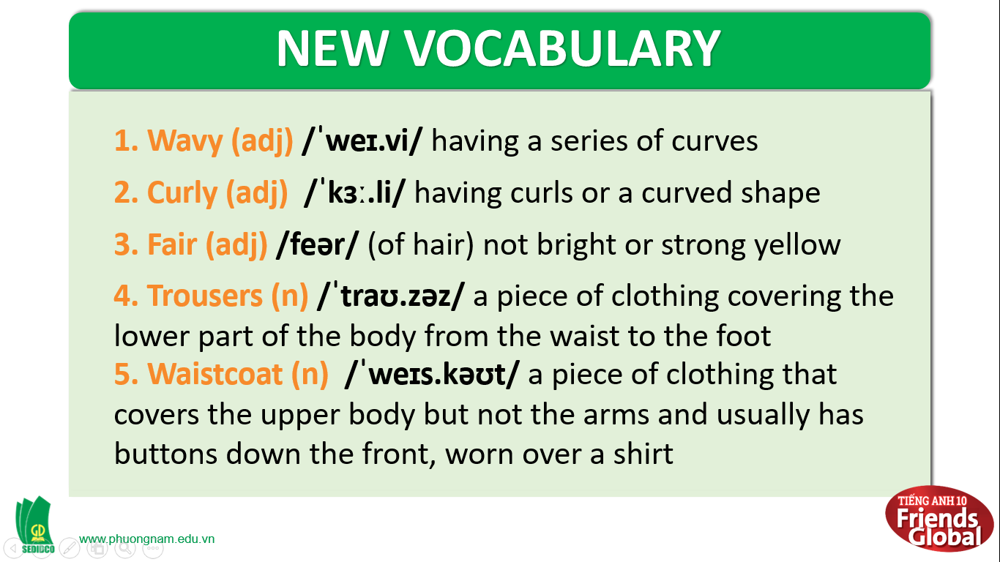 NEW VOCABULARY
1. Wavy (adj) /ˈweɪ.vi/ having a series of curves
2. Curly (adj) /ˈkɜː.li/ having curls or a curved shape
3. Fair (adj) /feər/ (of hair) not bright or strong yellow
4. Trousers (n) /ˈtraʊ.zəz/ a piece of clothing covering the
lower part of the body from the waist to the foot
5. Waistcoat (n) /ˈweɪs.kəʊt/ a piece of clothing that
covers the upper body but not the arms and usually has
buttons down the front, worn over a shirt
GD
SEDIDCO
www.phuongnam.edu.vn
TIẾNG ANH 10
Friends
Global